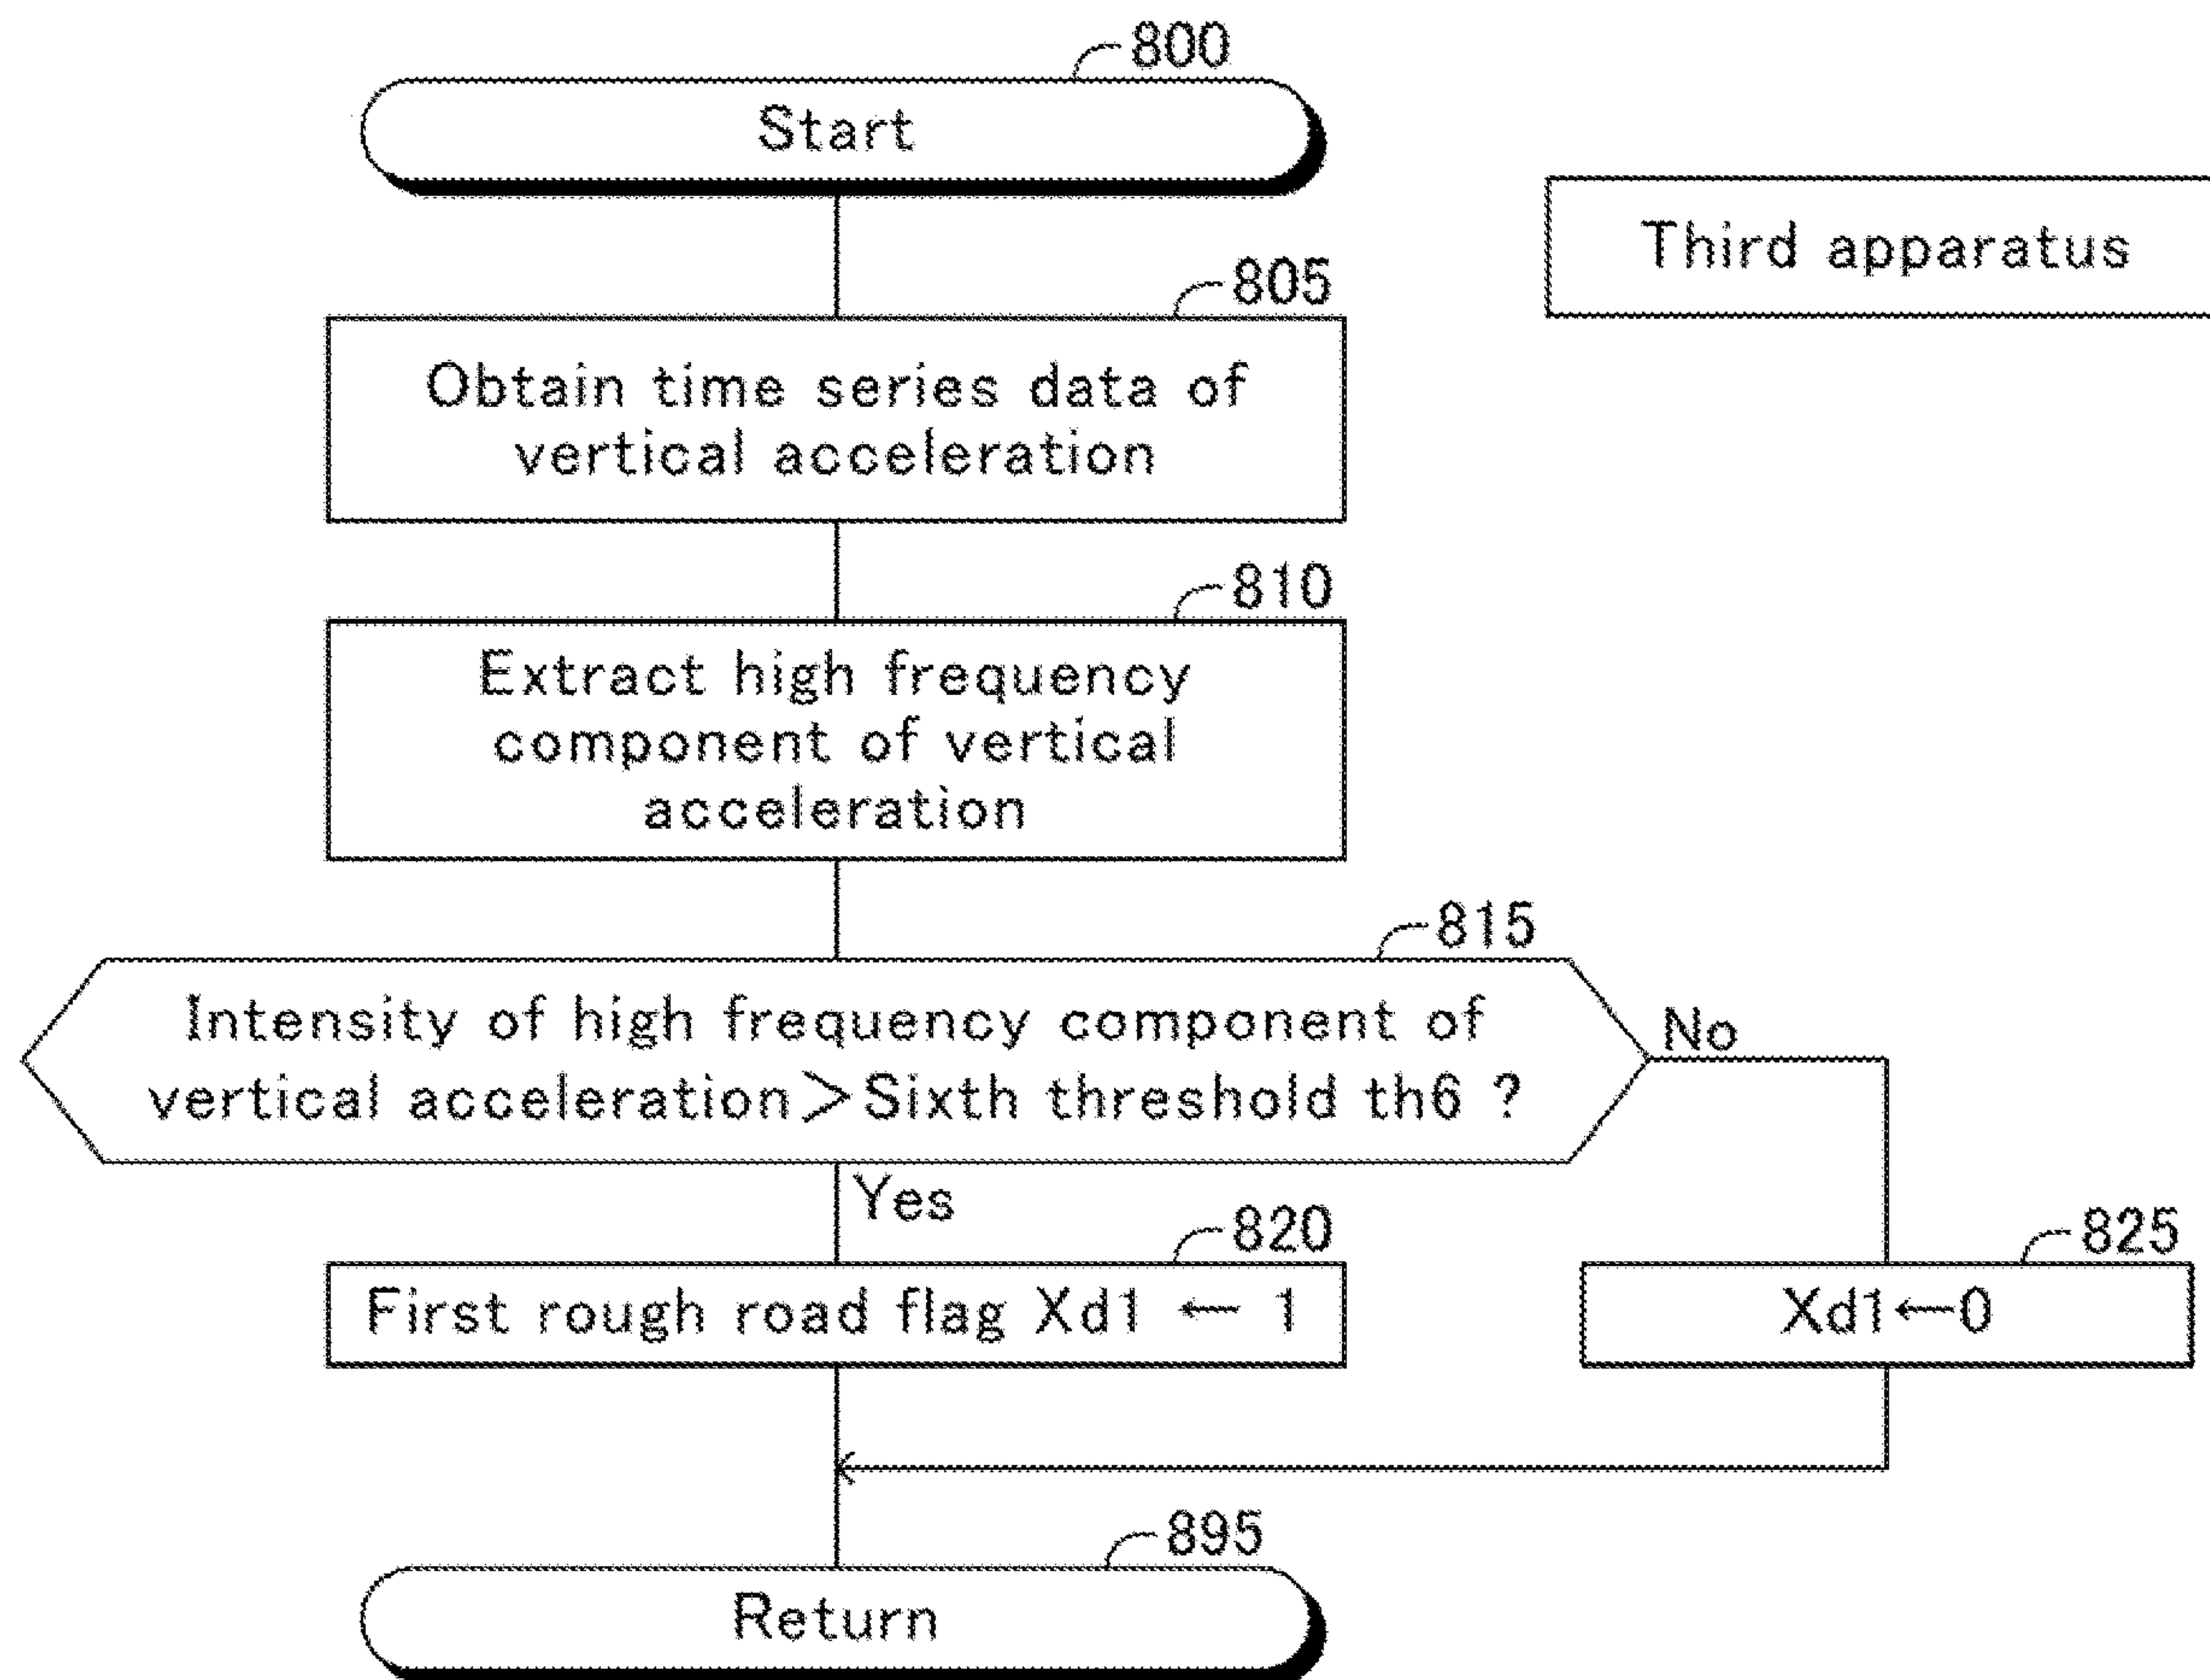 800
Start
Third apparatus
805
Obtain time series data of
vertical acceleration
810
Extract high frequency
component of vertical
acceleration
815
Intensity of high frequency component of
vertical acceleration>Sixth threshold th6 ?
No
Yes
820
First rough road flag Xd1 ← 1
825
Xd1←0
895
Return